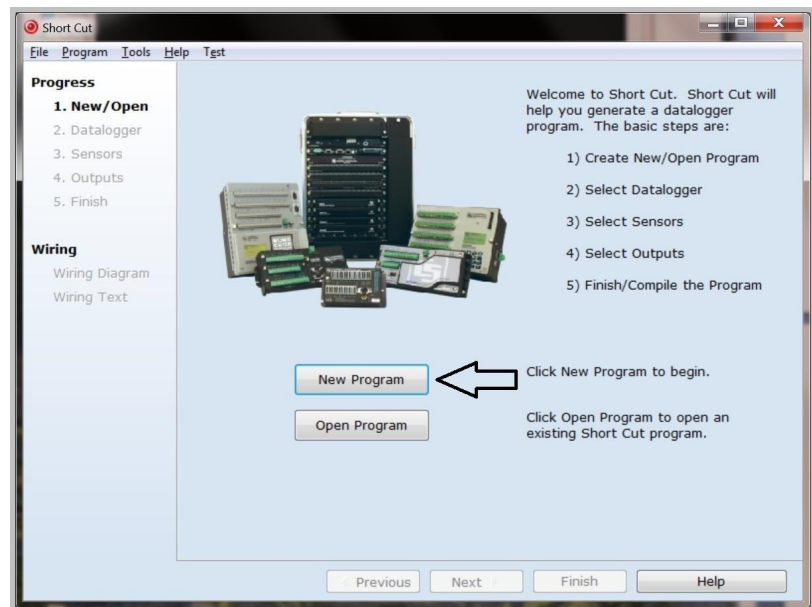 Short Cut
File Program Tools Help Test
Progress
1. New/Open
2. Datalogger
3. Sensors
4. Outputs
5. Finish
Wiring
Wiring Diagram
Wiring Text
Welcome to Short Cut. Short Cut will
help you generate a datalogger
program. The basic steps are:
1) Create New/Open Program
2) Select Datalogger
3) Select Sensors
4) Select Outputs
5) Finish/Compile the Program
New Program
Click New Program to begin.
Open Program
Click Open Program to open an
existing Short Cut program.
Previous Next Finish Help